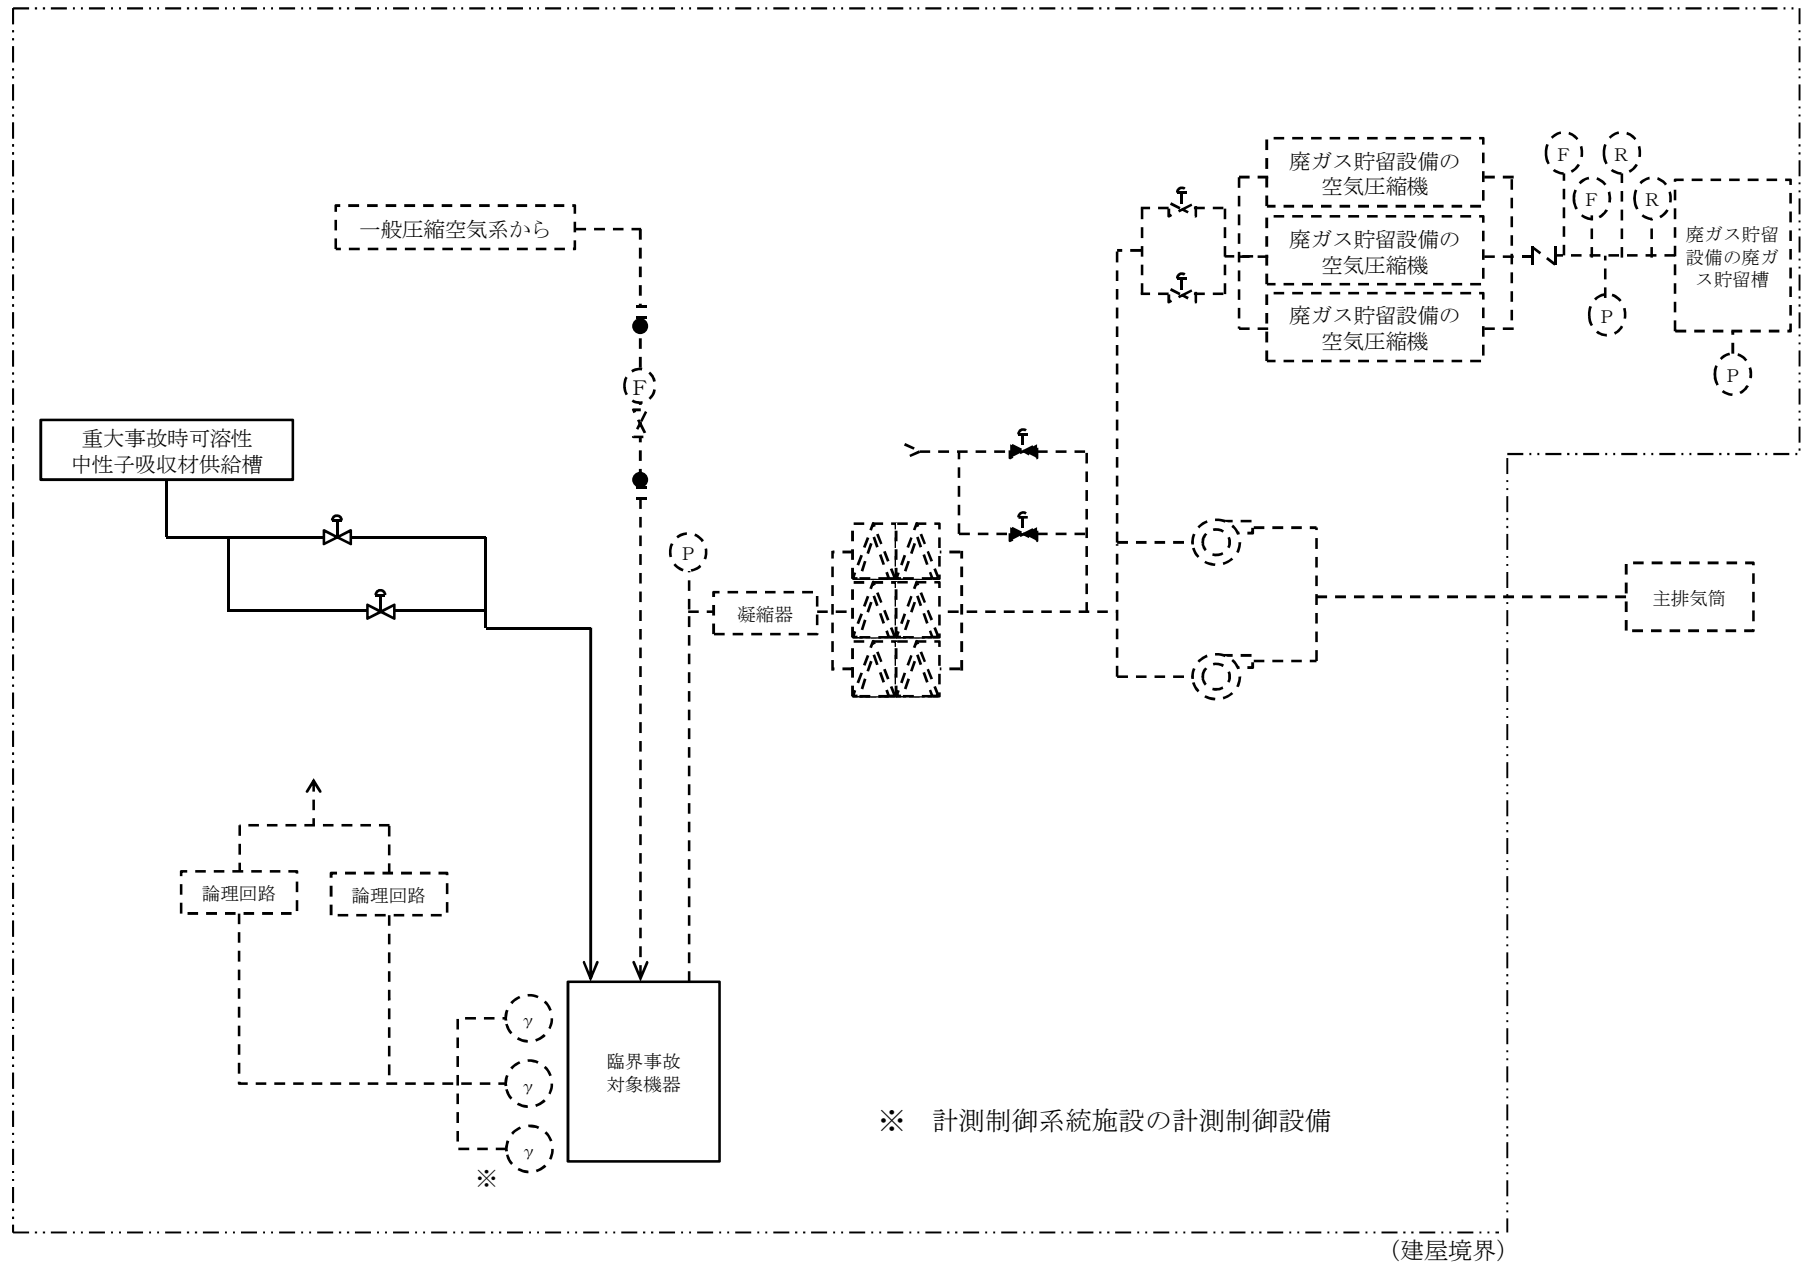 廃ガス貯留設備の
空気圧縮機
F
R
F
R
一般圧縮空気系から
廃ガス貯留設備の
空気圧縮機
廃ガス貯留
設備の廃ガ
ス貯留槽
廃ガス貯留設備の
空気圧縮機
P
P
F
重大事故時可溶性
中性子吸収材供給槽
P
凝縮器
主排気筒
論理回路
論理回路
γ
γ
γ
臨界事故
対象機器
※ 計測制御系統施設の計測制御設備
※
(建屋境界)